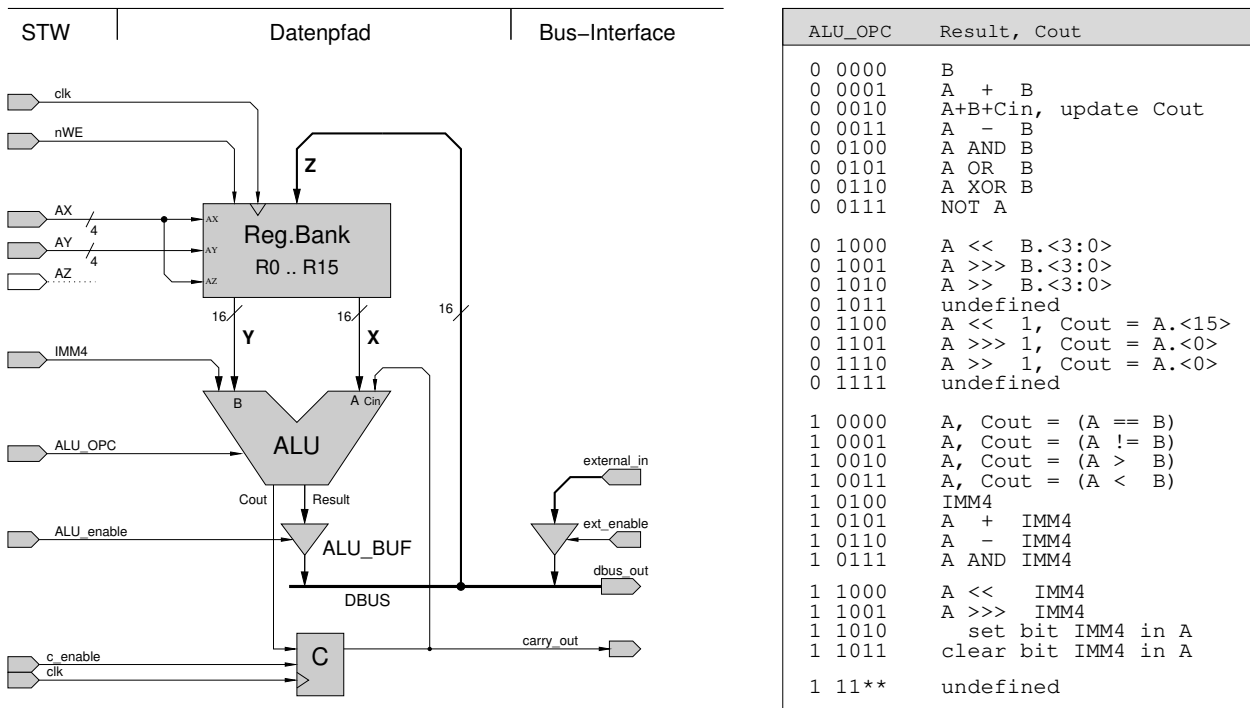 STW Datenpfad Bus−Interface
clk
nWE
Z
AX
4
AX
AY
4
AY
AZ
AZ
Reg.Bank
R0 .. R15
16
16
16
Y
X
IMM4
B
A Cin
ALU_OPC
ALU
external_in
Cout Result
ALU_enable
ext_enable
ALU_BUF
dbus_out
DBUS
carry_out
C
c_enable
clk
ALU_OPC Result, Cout
0 0000 B
0 0001 A + B
0 0010 A+B+Cin, update Cout
0 0011 A − B
0 0100 A AND B
0 0101 A OR B
0 0110 A XOR B
0 0111 NOT A
0 1000 A << B.<3:0>
0 1001 A >>> B.<3:0>
0 1010 A >> B.<3:0>
0 1011 undefined
0 1100 A << 1, Cout = A.<15>
0 1101 A >>> 1, Cout = A.<0>
0 1110 A >> 1, Cout = A.<0>
0 1111 undefined
1 0000 A, Cout = (A == B)
1 0001 A, Cout = (A != B)
1 0010 A, Cout = (A > B)
1 0011 A, Cout = (A < B)
1 0100 IMM4
1 0101 A + IMM4
1 0110 A − IMM4
1 0111 A AND IMM4
1 1000 A << IMM4
1 1001 A >>> IMM4
1 1010 set bit IMM4 in A
1 1011 clear bit IMM4 in A
1 11** undefined